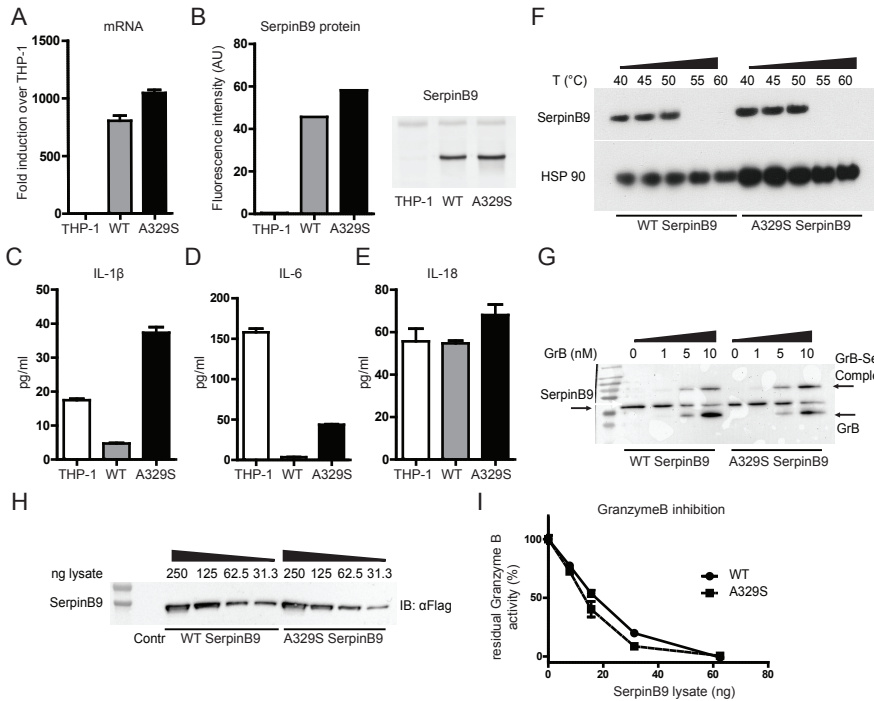 A
mRNA
Fold induction over THP-1
1500
1000
500
0
THP-1 WT A329S
B
SerpinB9 protein
Fluorescence intensity (AU)
80
60
40
20
0
THP-1 WT A329S
SerpinB9
THP-1 WT A329S
C
IL-1β
pg/ml
50
40
30
20
10
0
THP-1 WT A329S
D
IL-6
pg/ml
200
150
100
50
0
THP-1 WT A329S
E
IL-18
pg/ml
80
60
40
20
0
THP-1 WT A329S
F
T (°C) 40 45 50 55 60 40 45 50 55 60
SerpinB9
HSP 90
WT SerpinB9 A329S SerpinB9
G
GrB (nM) 0 1 5 10 0 1 5 10
GrB-Se
Comple
SerpinB9
GrB
WT SerpinB9 A329S SerpinB9
H
ng lysate 250 125 62.5 31.3 250 125 62.5 31.3
SerpinB9
IB: αFlag
Contr WT SerpinB9 A329S SerpinB9
I
GranzymeB inhibition
residual Granzyme B
activity (%)
100
50
0
0 20 40 60 80
SerpinB9 lysate (ng)
WT
A329S